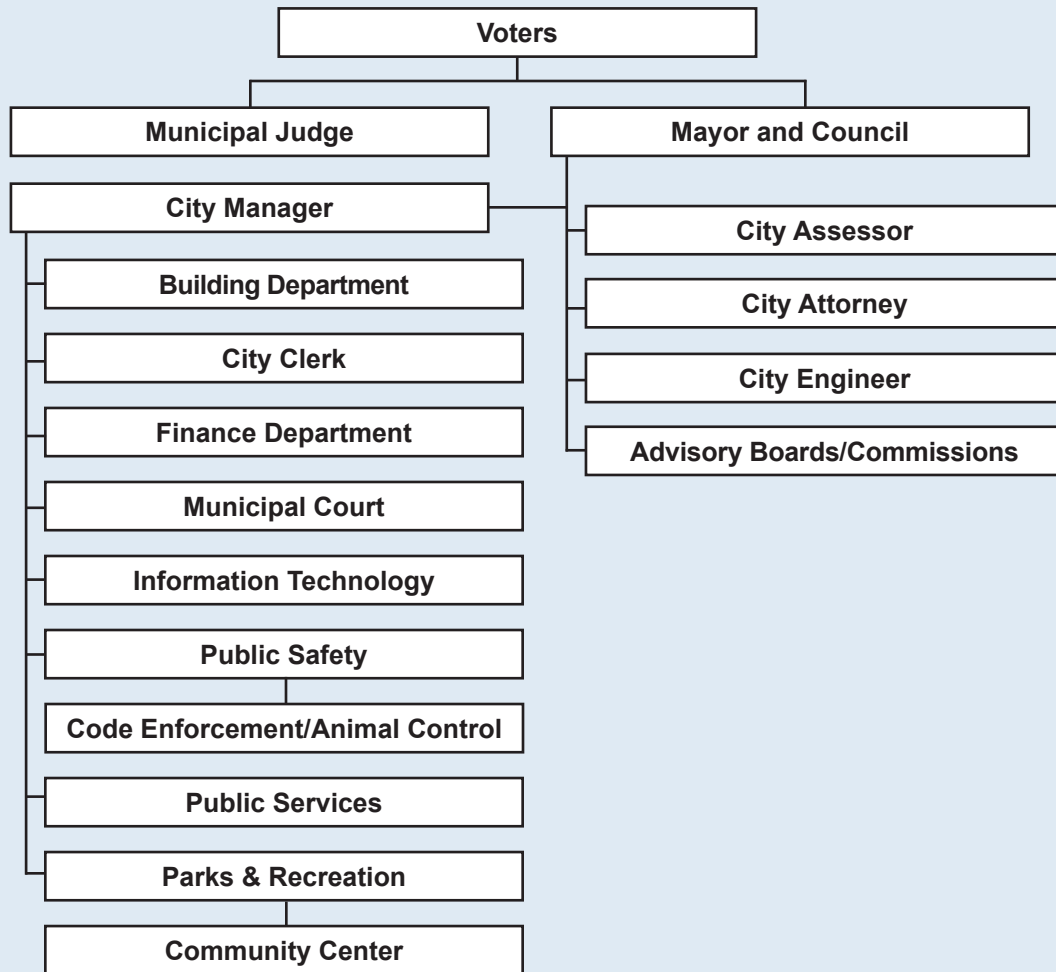 Voters
Municipal Judge
Mayor and Council
City Manager
City Assessor
Building Department
City Attorney
City Clerk
City Engineer
Finance Department
Advisory Boards/Commissions
Municipal Court
Information Technology
Public Safety
Code Enforcement/Animal Control
Public Services
Parks & Recreation
Community Center